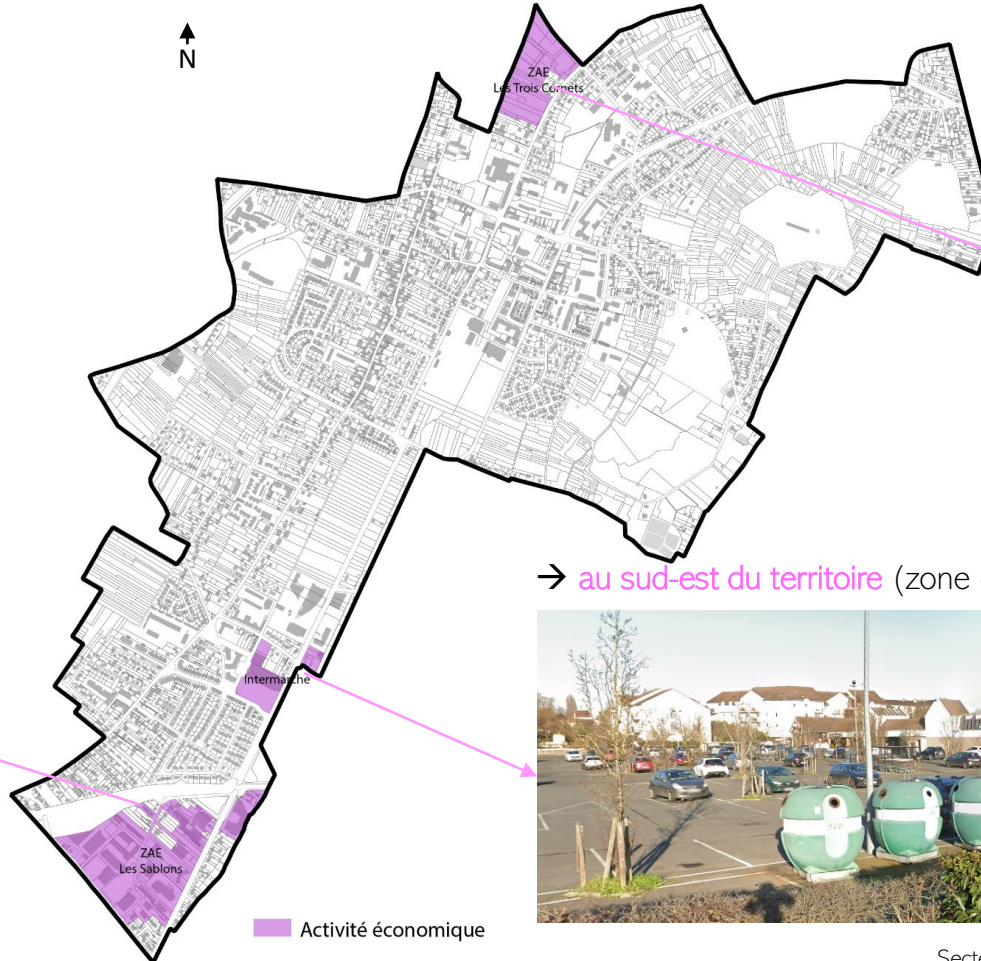 N
ZAE
Les Trois Cornets
→ au sud-est du territoire (zone
Intermarché
ZAE
Les Sablons
Activité économique
Secte